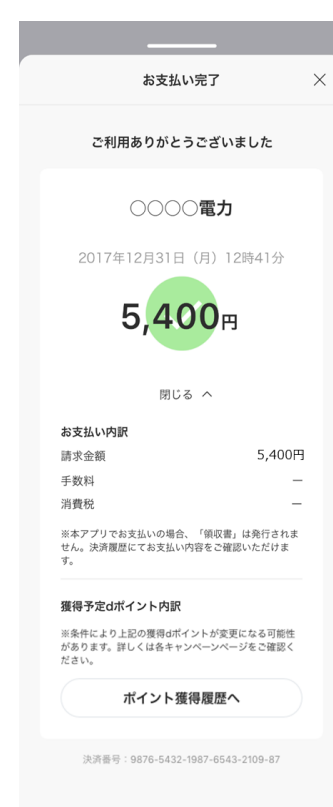 お支払い完了
ご利用ありがとうございました
〇〇〇〇電力
2017年12月31日（月）12時41分
5,400円
閉じる
お支払い内訳
請求金額 5,400円
手数料 ー
消費税 ー
※本アプリでお支払いの場合、「領収書」は発行されま
せん。決済履歴にてお支払い内容をご確認いただけま
す。
獲得予定dポイント内訳
※条件により上記の獲得dポイントが変更になる可能性
があります。詳しくは各キャンペーンページをご確認く
ださい。
ポイント獲得履歴へ
決済番号：9876-5432-1987-6543-2109-87